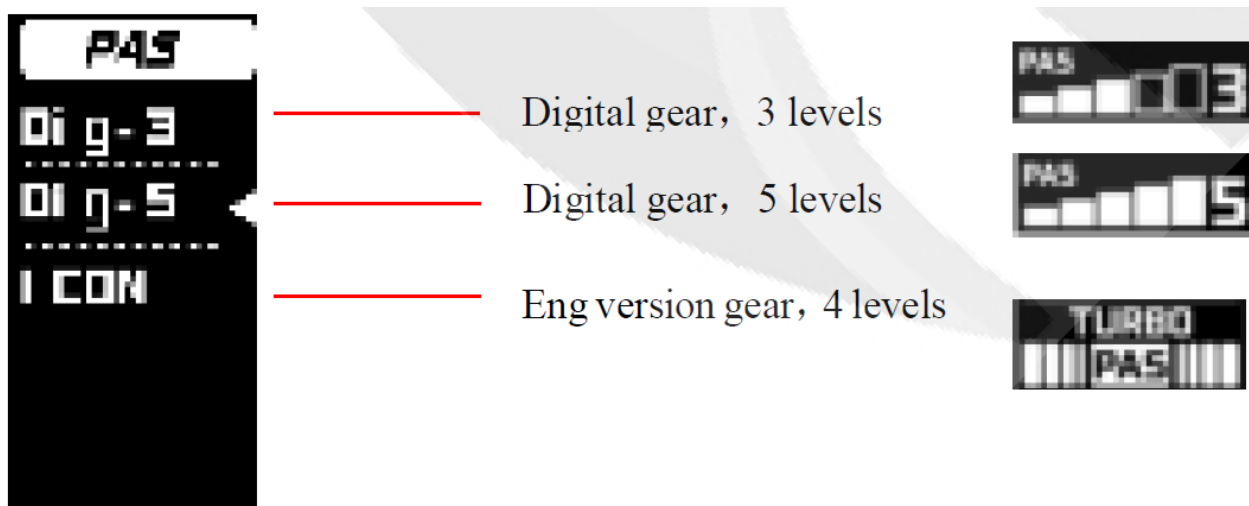 PAS
Dig-3
Dig-5
ICON
Digital gear，3 levels
Digital gear，5 levels
Eng version gear，4 levels
PAS
3
PAS
5
TURBO
PAS